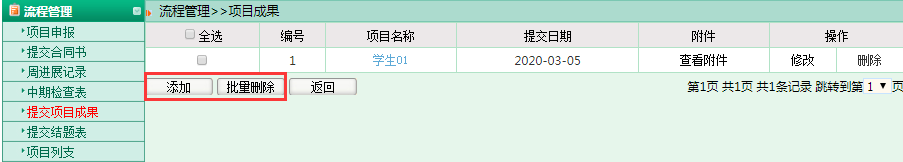 流程管理
项目申报
提交合同书
周进展记录
中期检查表
提交项目成果
提交结题表
项目列支
流程管理>>项目成果
全选 编号 项目名称 提交日期 附件 操作
1 学生01 2020-03-05 查看附件 修改 删除
添加 批量删除 返回
第1页 共1页 共1条记录 跳转到第 1 页